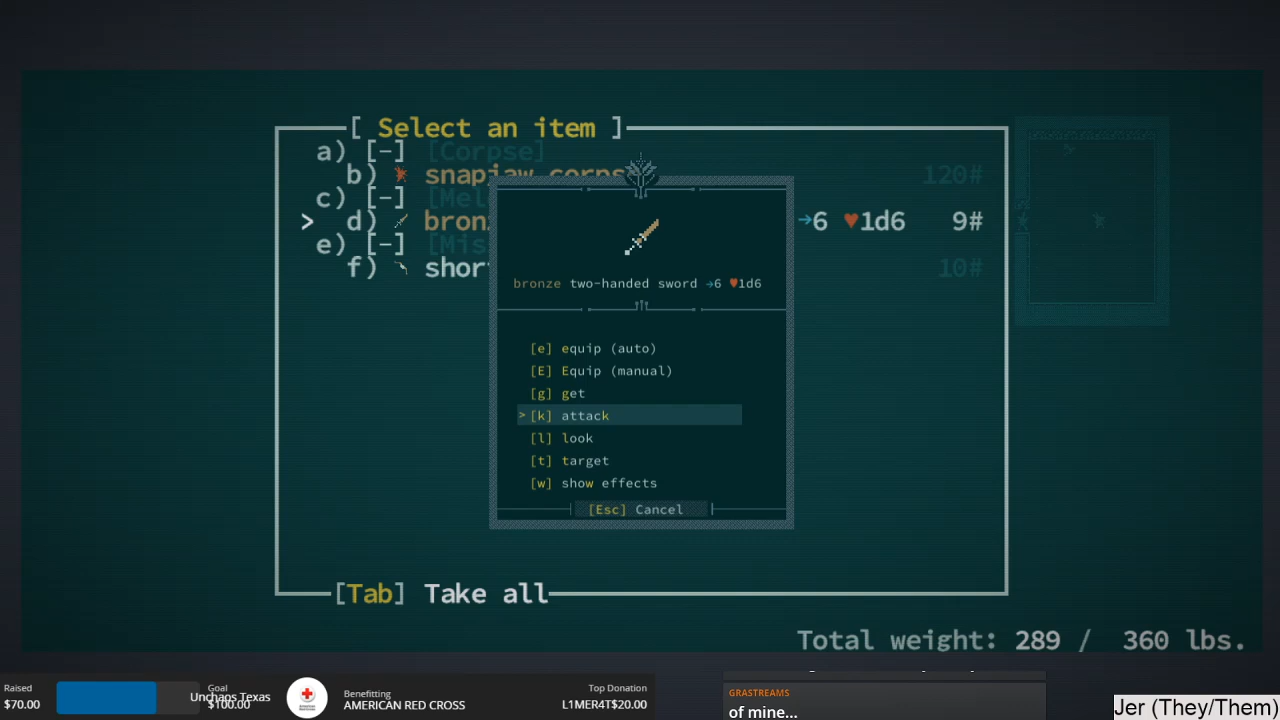 [ Select an item ]
a) [-] [Corpse]
b) snapjaw corps 120#
c) [-] [Mel
> d) bron →6 ♥1d6 9#
e) [-] [Mis
f) shor 10#
bronze two-handed sword →6 ♥1d6
[e] equip (auto)
[E] Equip (manual)
[g] get
> [k] attack
[l] look
[t] target
[w] show effects
[Esc] Cancel
[Tab] Take all
Total weight: 289 / 360 lbs.
Raised
$70.00
Goal
$100.00
Unchaos Texas
Benefitting
AMERICAN RED CROSS
Top Donation
L1MER4T$20.00
GRASTREAMS
of mine...
Jer (They/Them)